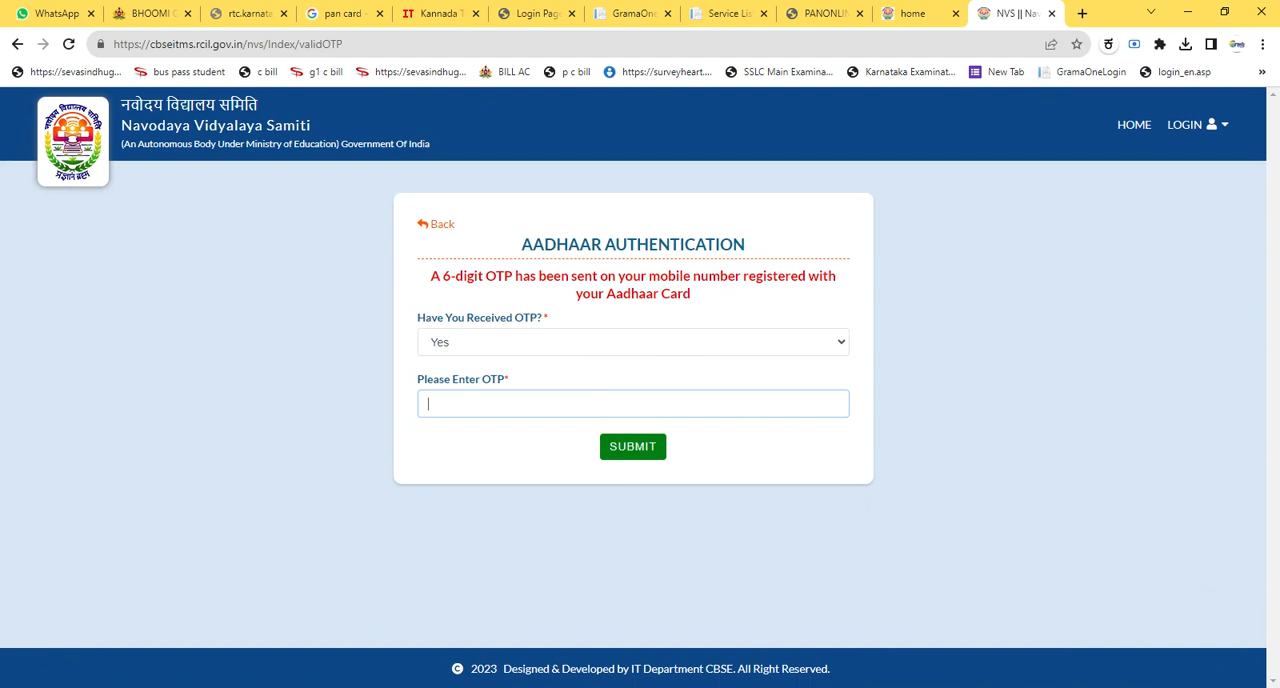 WhatsApp
BHOOMI C
rtc.karnat
pan card -
Kannada T
Login Page
GramaOne
Service Lis
PANONLIN
home
NVS || Nav
https://cbseitms.rcil.gov.in/nvs/Index/validOTP
https://sevasindhug...
bus pass student
c bill
g1 c bill
https://sevasindhug...
BILL AC
p c bill
https://surveyheart....
SSLC Main Examina...
Karnataka Examinat...
New Tab
GramaOneLogin
login_en.asp
»
नवोदय विद्यालय समिति
Navodaya Vidyalaya Samiti
(An Autonomous Body Under Ministry of Education) Government Of India
HOME LOGIN
Back
AADHAAR AUTHENTICATION
A 6-digit OTP has been sent on your mobile number registered with
your Aadhaar Card
Have You Received OTP? *
Yes
Please Enter OTP*
SUBMIT
2023 Designed & Developed by IT Department CBSE. All Right Reserved.